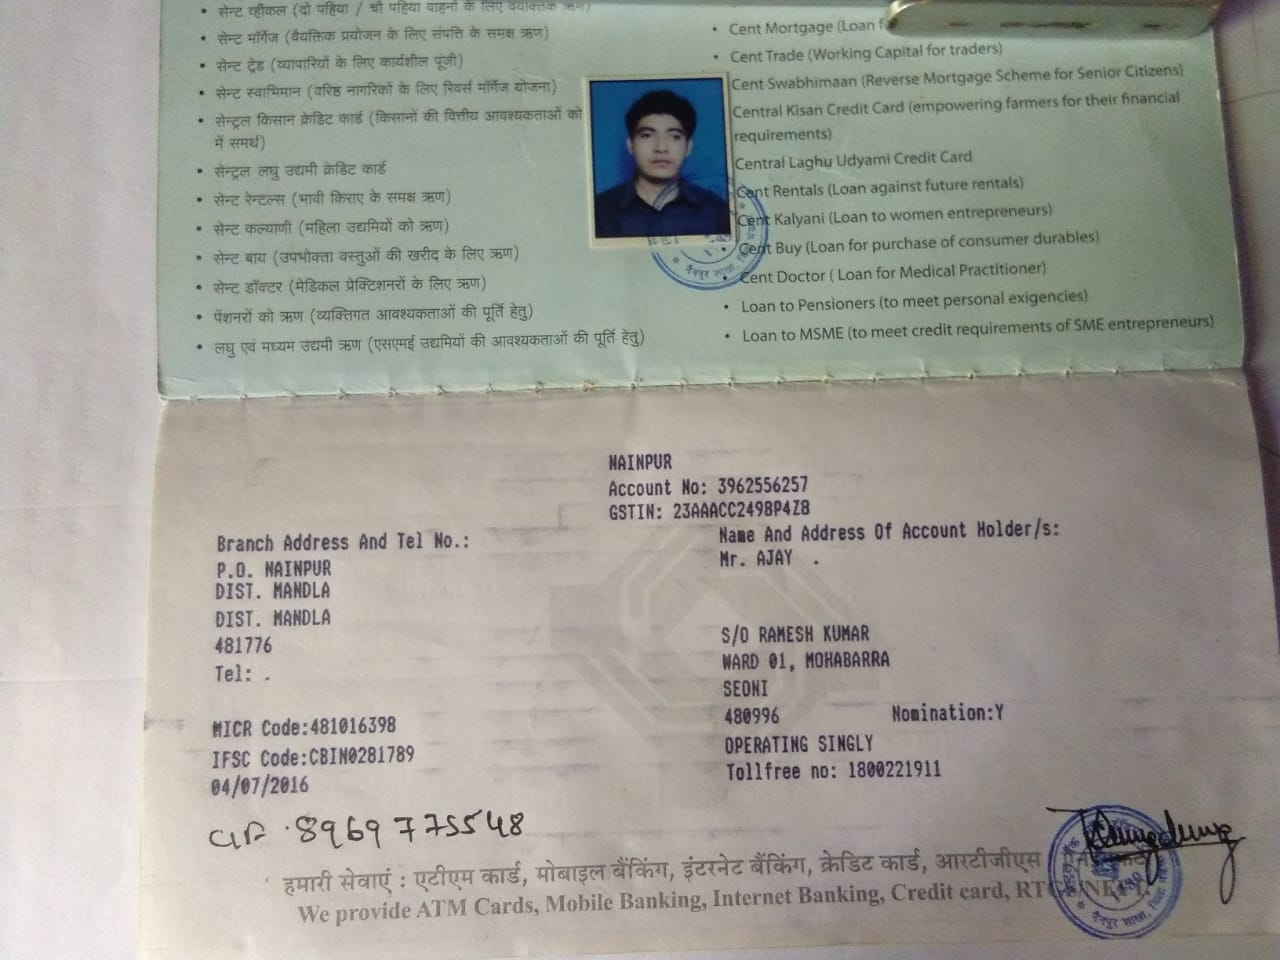 सेन्ट व्हीकल (दो पहिया / चौ पहिया वाहनों के लिए वैयक्तिक ऋण)
• सेन्ट मॉर्गेज (वैयक्तिक प्रयोजन के लिए संपत्ति के समक्ष ऋण)
• सेन्ट ट्रेड (व्यापारियों के लिए कार्यशील पूंजी)
• सेन्ट स्वाभिमान (वरिष्ठ नागरिकों के लिए रिवर्स मॉर्गेज योजना)
• सेन्ट्रल किसान क्रेडिट कार्ड (किसानों की वित्तीय आवश्यकताओं को
में समर्थ)
• सेन्ट्रल लघु उद्यमी क्रेडिट कार्ड
• सेन्ट रेन्टल्स (भावी किराए के समक्ष ऋण)
• सेन्ट कल्याणी (महिला उद्यमियों को ऋण)
• सेन्ट बाय (उपभोक्ता वस्तुओं की खरीद के लिए ऋण)
• सेन्ट डॉक्टर (मेडिकल प्रेक्टिशनरों के लिए ऋण)
• पेंशनरों को ऋण (व्यक्तिगत आवश्यकताओं की पूर्ति हेतु)
• लघु एवं मध्यम उद्यमी ऋण (एसएमई उद्यमियों की आवश्यकताओं की पूर्ति हेतु)
• Cent Mortgage (Loan
• Cent Trade (Working Capital for traders)
Cent Swabhimaan (Reverse Mortgage Scheme for Senior Citizens)
Central Kisan Credit Card (empowering farmers for their financial
requirements)
Central Laghu Udyami Credit Card
Cent Rentals (Loan against future rentals)
Cent Kalyani (Loan to women entrepreneurs)
• Cent Buy (Loan for purchase of consumer durables)
• Cent Doctor ( Loan for Medical Practitioner)
• Loan to Pensioners (to meet personal exigencies)
• Loan to MSME (to meet credit requirements of SME entrepreneurs)
NAINPUR
Account No: 3962556257
GSTIN: 23AAACC2498P4Z8
Branch Address And Tel No.:
P.O. NAINPUR
DIST. MANDLA
DIST. MANDLA
481776
Tel: .
MICR Code:481016398
IFSC Code:CBIN0281789
04/07/2016
Name And Address Of Account Holder/s:
Mr. AJAY .
S/O RAMESH KUMAR
WARD 01, MOHABARRA
SEONI
480996 Nomination:Y
OPERATING SINGLY
Tollfree no: 1800221911
CIF 8969775548
हमारी सेवाएं : एटीएम कार्ड, मोबाइल बैंकिंग, इंटरनेट बैंकिंग, क्रेडिट कार्ड, आरटीजीएस
We provide ATM Cards, Mobile Banking, Internet Banking, Credit card, RTGS/NEFT.